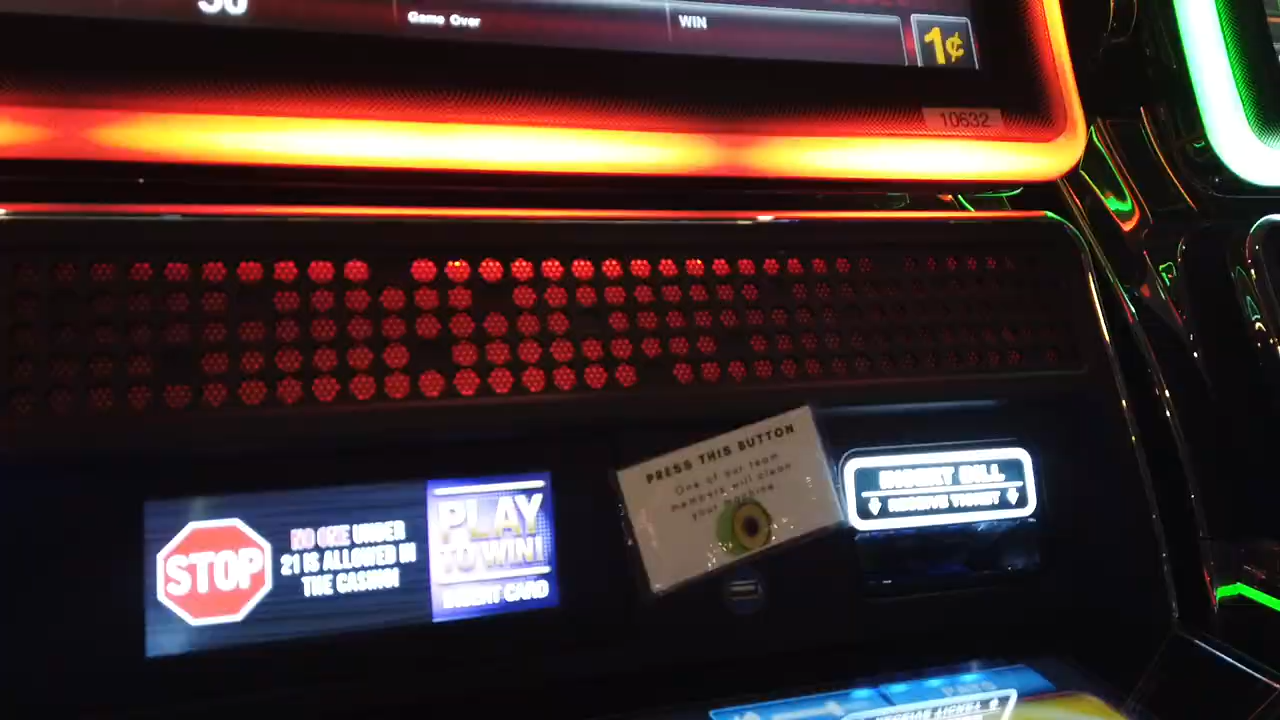 Game Over
WIN
1¢
10632
PRESS THIS BUTTON
One of our team
members will clean
your machine
INSERT BILL
RECEIVE TICKET
STOP
NO ONE UNDER
21 IS ALLOWED IN
THE CASINO!
PLAY
TO WIN!
INSERT CARD